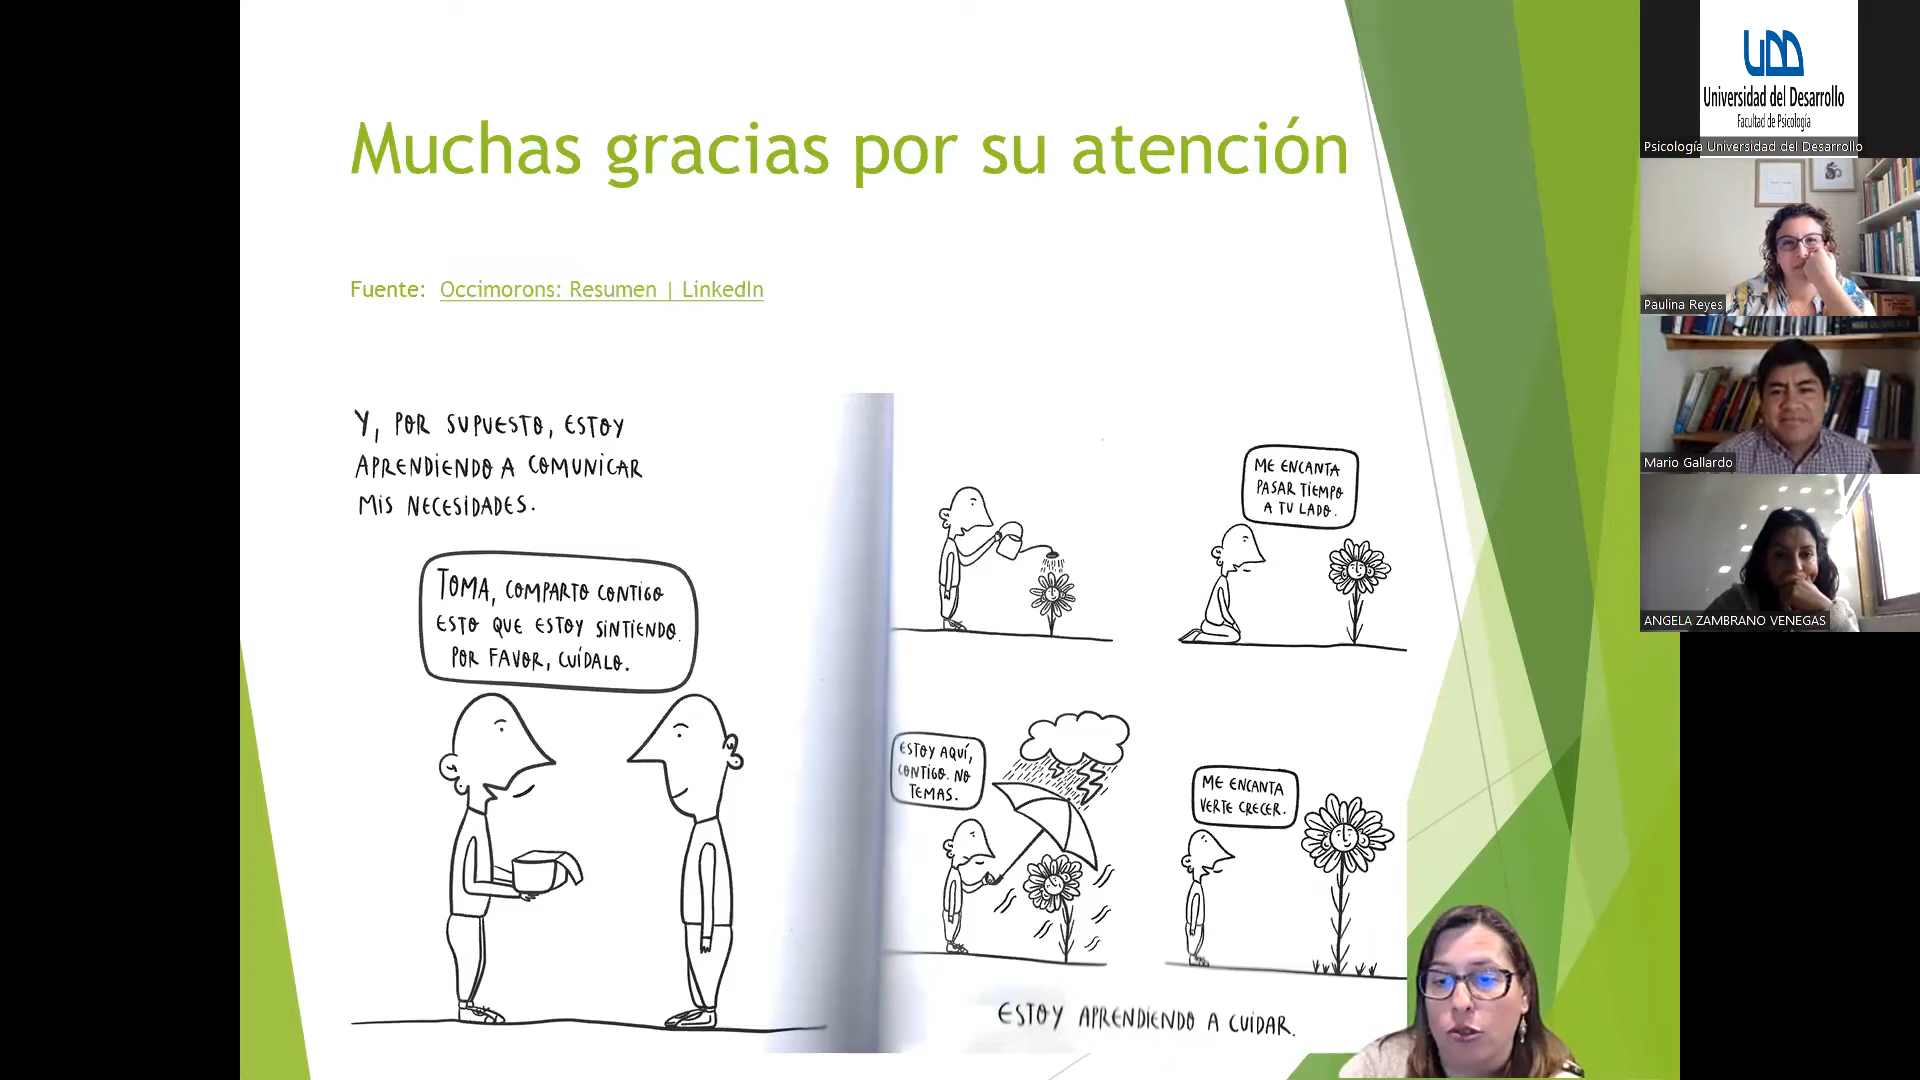 Muchas gracias por su atención
Fuente: Occimorons: Resumen | LinkedIn
Y, POR SUPUESTO, ESTOY
APRENDIENDO A COMUNICAR
MIS NECESIDADES.
TOMA, COMPARTO CONTIGO
ESTO QUE ESTOY SINTIENDO.
POR FAVOR, CUÍDALO.
ME ENCANTA
PASAR TIEMPO
A TU LADO.
ESTOY AQUÍ,
CONTIGO. NO
TEMAS.
ME ENCANTA
VERTE CRECER.
ESTOY APRENDIENDO A CUIDAR.
UDD
Universidad del Desarrollo
Facultad de Psicología
Psicología Universidad del Desarrollo
Paulina Reyes
Mario Gallardo
ANGELA ZAMBRANO VENEGAS